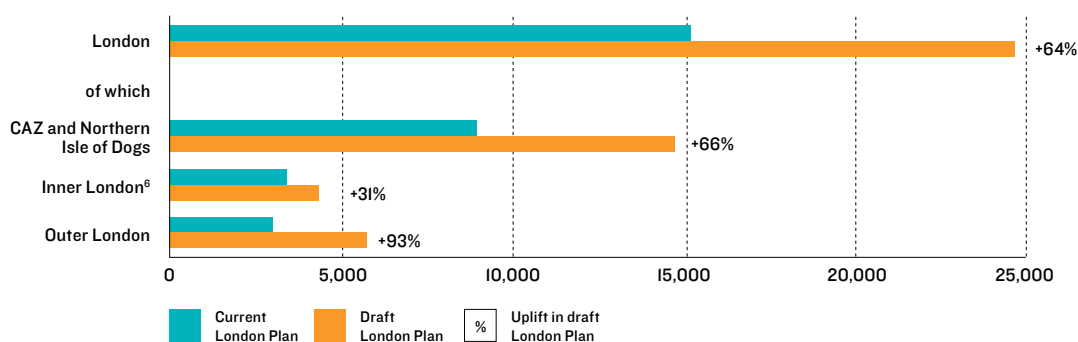 London
+64%
of which
CAZ and Northern
Isle of Dogs
+66%
Inner London⁶
+31%
Outer London
+93%
0 5,000 10,000 15,000 20,000 25,000
Current
London Plan
Draft
London Plan
%
Uplift in draft
London Plan